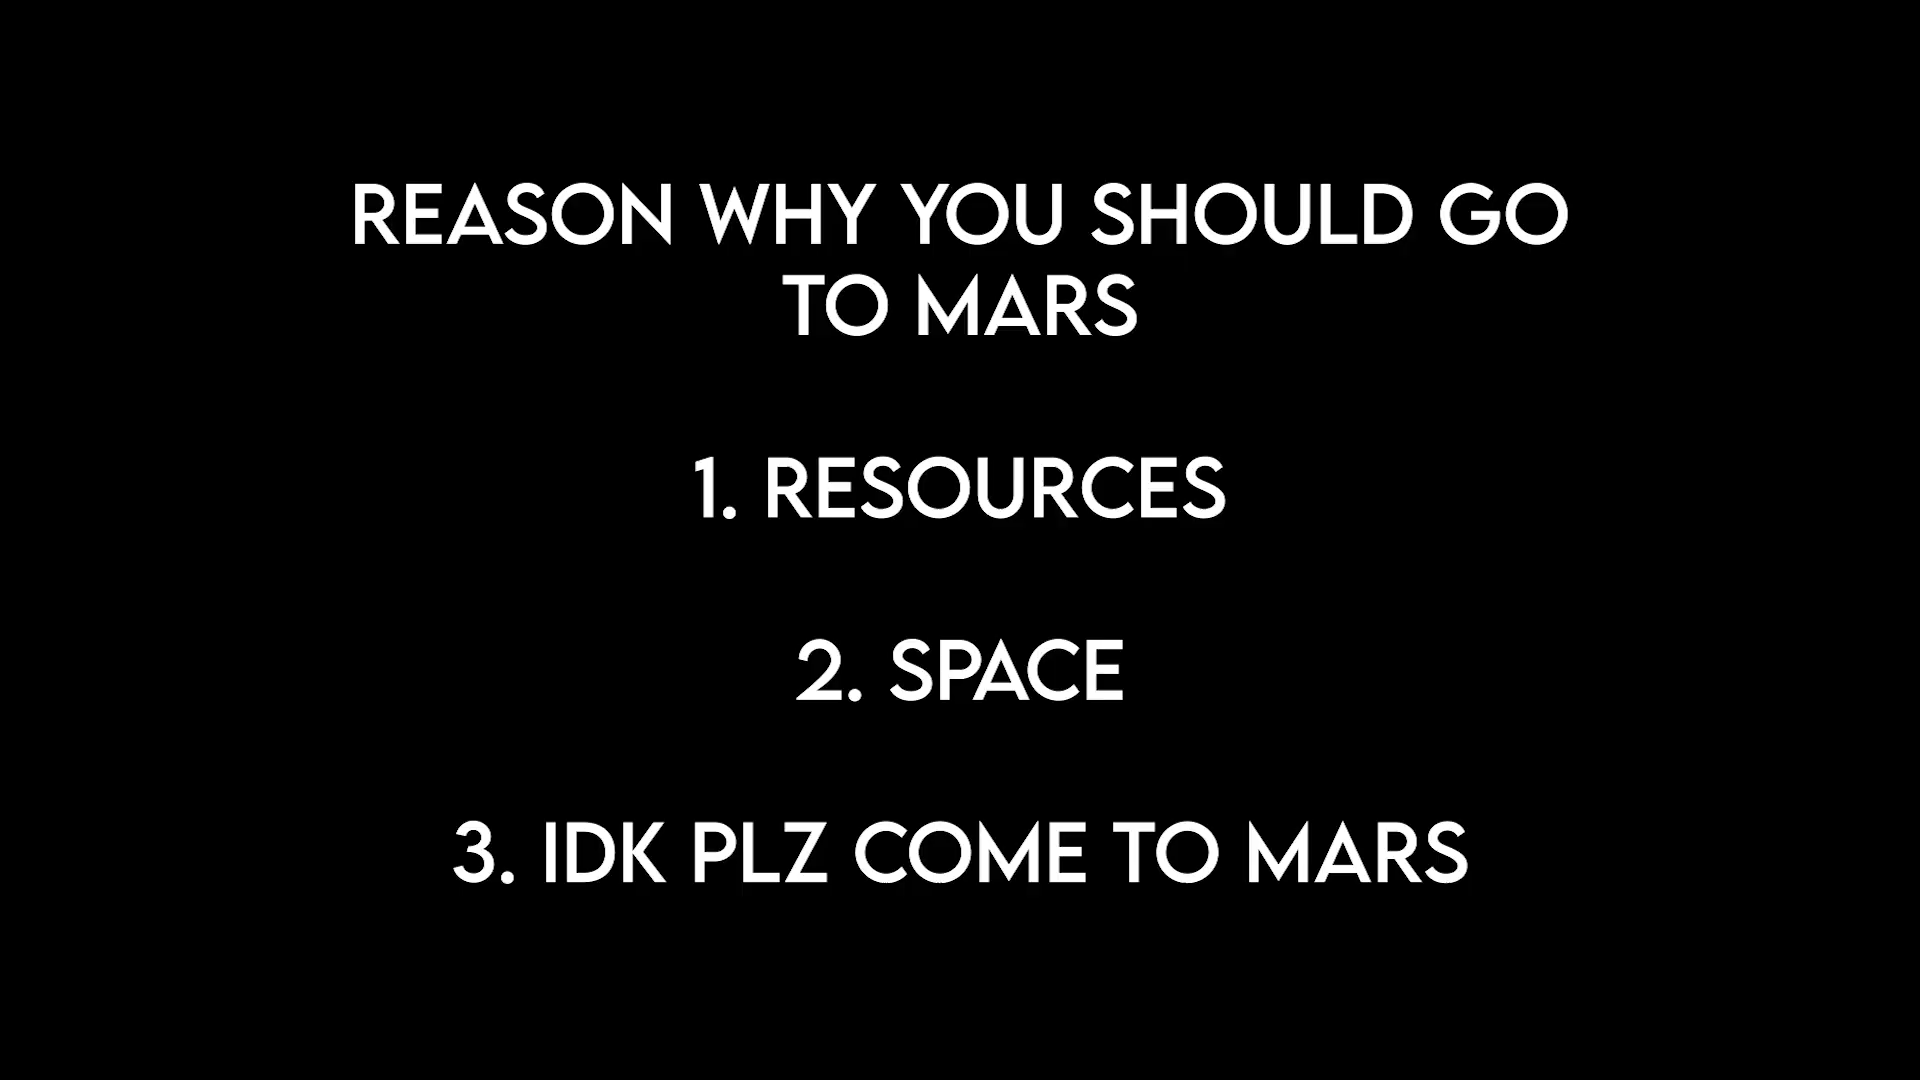 REASON WHY YOU SHOULD GO
TO MARS
1. RESOURCES
2. SPACE
3. IDK PLZ COME TO MARS